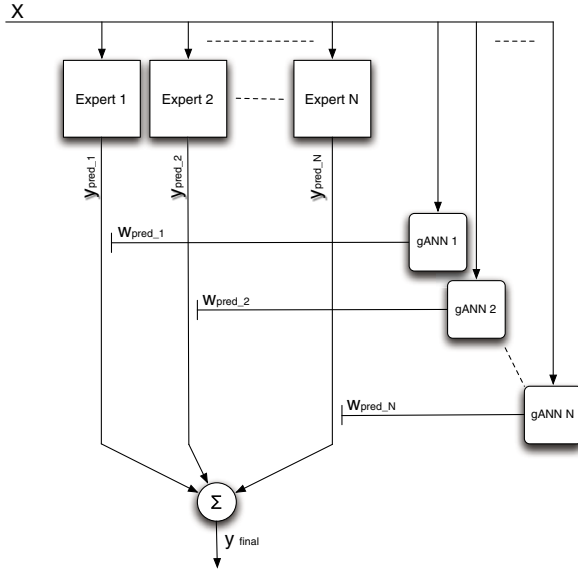 X
Expert 1
Expert 2
Expert N
ypred_1
ypred_2
ypred_N
wpred_1
gANN 1
wpred_2
gANN 2
wpred_N
gANN N
Σ
y final